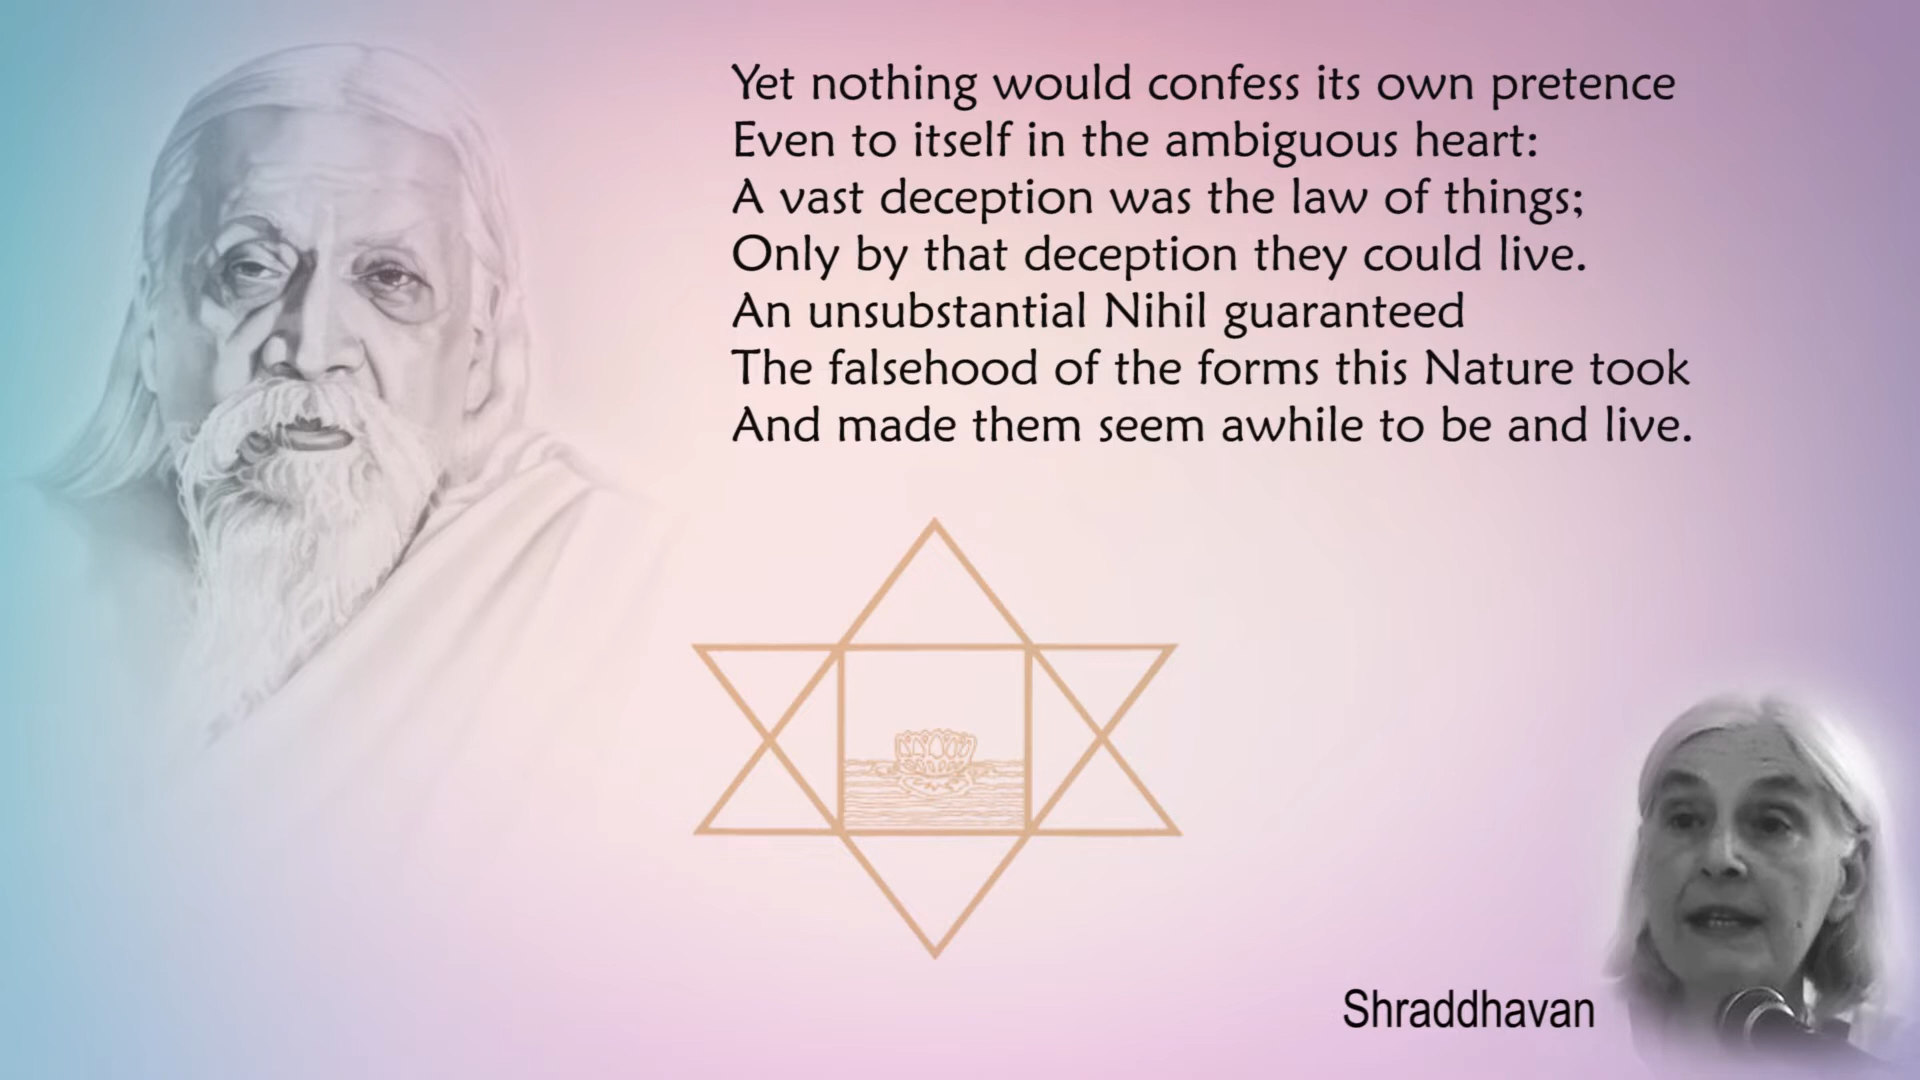 Yet nothing would confess its own pretence
Even to itself in the ambiguous heart:
A vast deception was the law of things;
Only by that deception they could live.
An unsubstantial Nihil guaranteed
The falsehood of the forms this Nature took
And made them seem awhile to be and live.
Shraddhavan